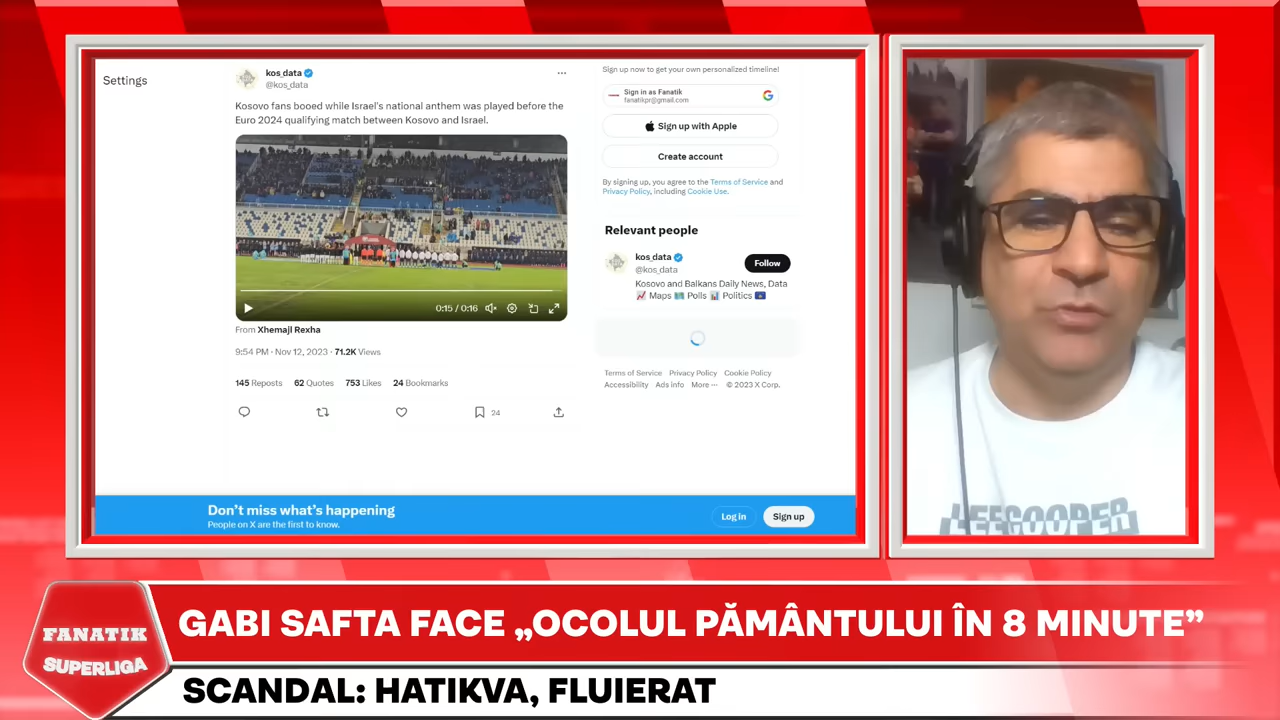 Settings
kos_data
@kos_data
Kosovo fans booed while Israel's national anthem was played before the
Euro 2024 qualifying match between Kosovo and Israel.
0:15 / 0:16
From Xhemajl Rexha
9:54 PM · Nov 12, 2023 · 71.2K Views
145 Reposts 62 Quotes 753 Likes 24 Bookmarks
24
Sign up now to get your own personalized timeline!
Sign in as Fanatik
fanatikpr@gmail.com
Sign up with Apple
Create account
By signing up, you agree to the Terms of Service and
Privacy Policy, including Cookie Use.
Relevant people
kos_data
@kos_data
Follow
Kosovo and Balkans Daily News, Data
Maps Polls Politics
Terms of Service Privacy Policy Cookie Policy
Accessibility Ads info More ··· © 2023 X Corp.
Don't miss what's happening
People on X are the first to know.
Log in
Sign up
LEECOOPER
FANATIK
SUPERLIGA
GABI SAFTA FACE „OCOLUL PĂMÂNTULUI ÎN 8 MINUTE”
SCANDAL: HATIKVA, FLUIERAT